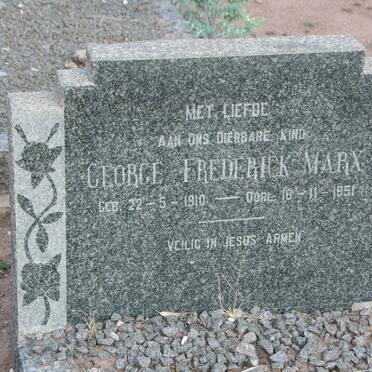 MET LIEFDE
AAN ONS DIERBARE KIND
GEORGE FREDERICK MARX
GEB. 22-5-1910 — OORL. 10-11-1951
VEILIG IN JESUS ARMEN